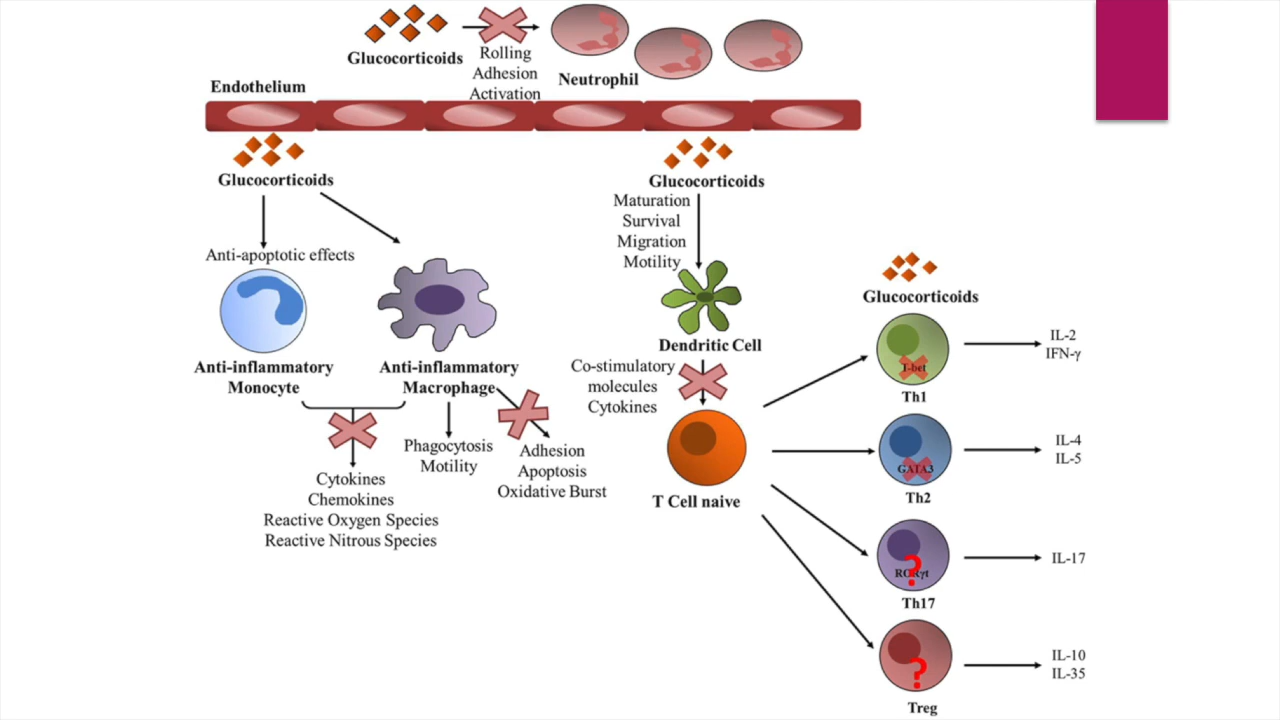 Glucocorticoids
Rolling
Adhesion
Activation
Neutrophil
Endothelium
Glucocorticoids
Anti-apoptotic effects
Anti-inflammatory
Monocyte
Anti-inflammatory
Macrophage
Cytokines
Chemokines
Reactive Oxygen Species
Reactive Nitrous Species
Phagocytosis
Motility
Adhesion
Apoptosis
Oxidative Burst
Glucocorticoids
Maturation
Survival
Migration
Motility
Dendritic Cell
Co-stimulatory
molecules
Cytokines
T Cell naive
Glucocorticoids
T-bet
Th1
IL-2
IFN-γ
GATA3
Th2
IL-4
IL-5
RORγt
?
Th17
IL-17
?
Treg
IL-10
IL-35